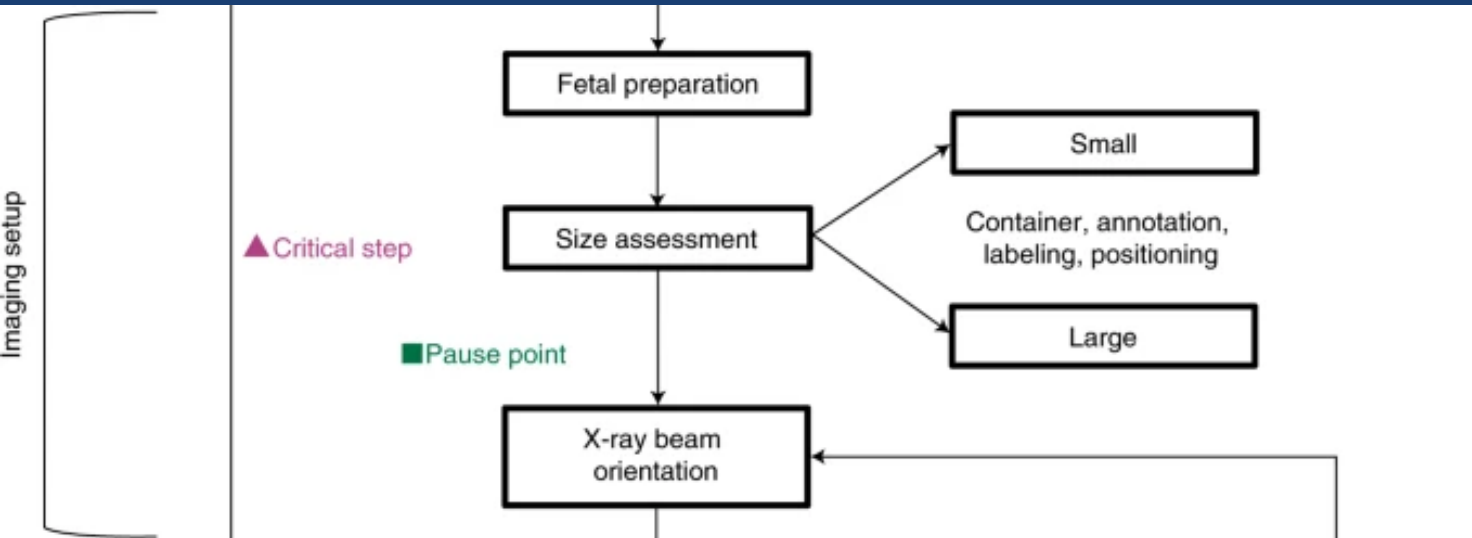 Imaging setup
Fetal preparation
Small
Size assessment
Container, annotation,
labeling, positioning
▲Critical step
Large
■Pause point
X-ray beam
orientation